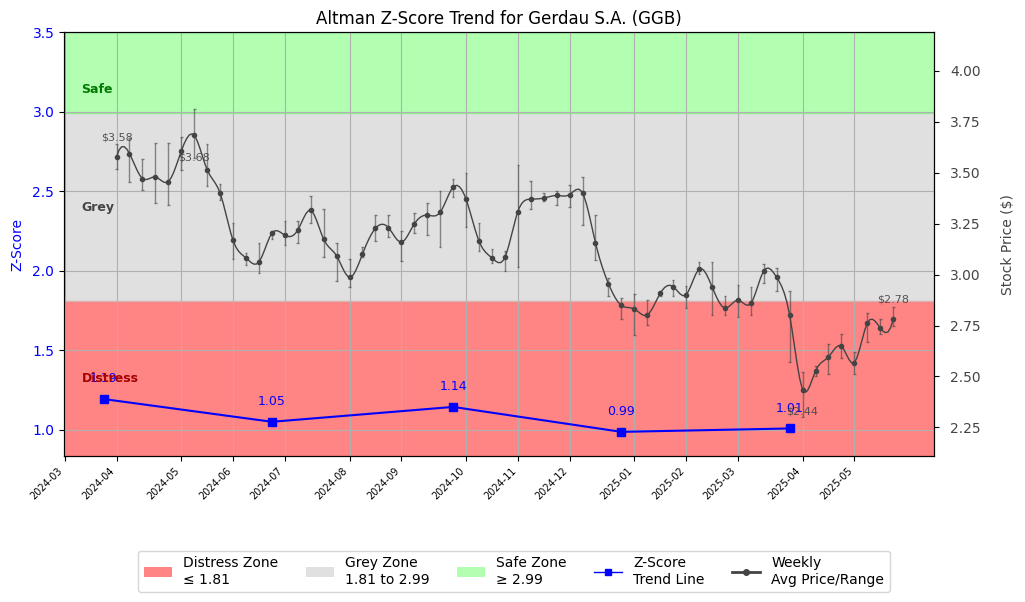 Altman Z-Score Trend for Gerdau S.A. (GGB)
3.5
3.0
2.5
2.0
1.5
1.0
Z-Score
4.00
3.75
3.50
3.25
3.00
2.75
2.50
2.25
Stock Price ($)
Safe
Grey
Distress
$3.58
$3.68
$2.78
$2.44
1.19
1.05
1.14
0.99
1.01
2024-03
2024-04
2024-05
2024-06
2024-07
2024-08
2024-09
2024-10
2024-11
2024-12
2025-01
2025-02
2025-03
2025-04
2025-05
Distress Zone
≤ 1.81
Grey Zone
1.81 to 2.99
Safe Zone
≥ 2.99
Z-Score
Trend Line
Weekly
Avg Price/Range